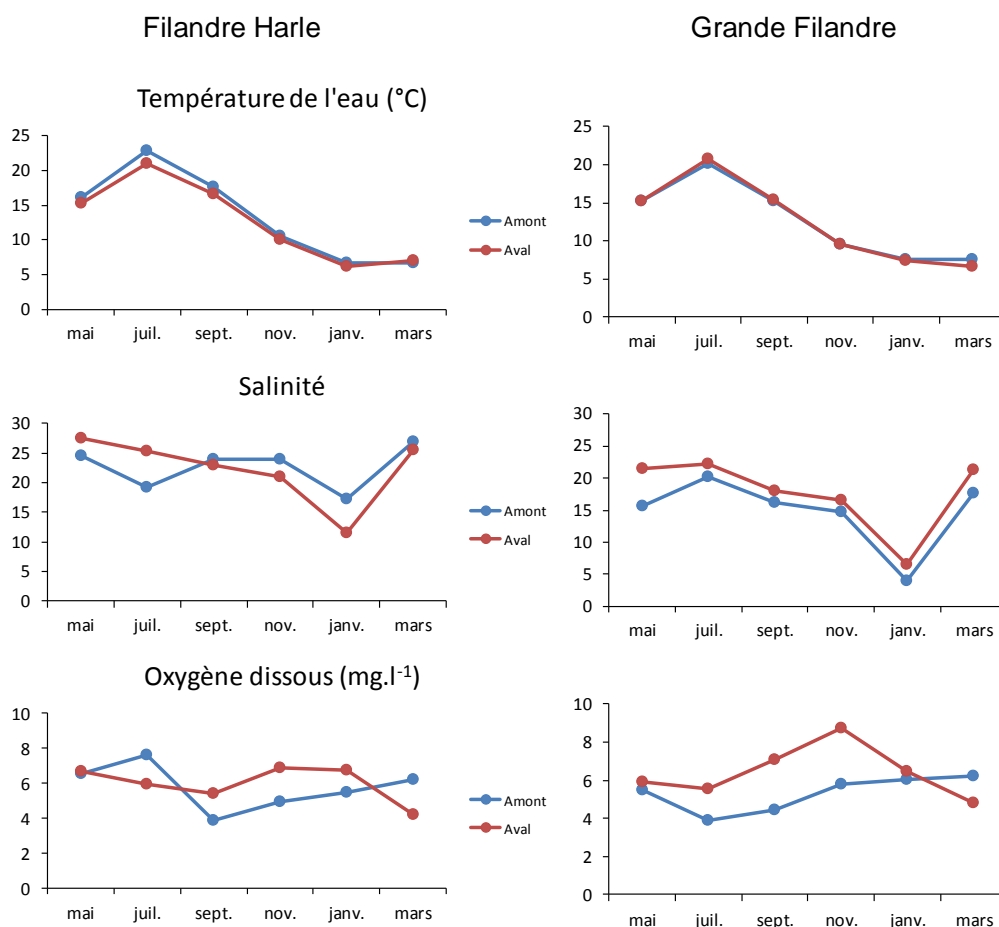 Filandre Harle
Grande Filandre
Température de l'eau (°C)
25
20
15
10
5
0
mai juil. sept. nov. janv. mars
Amont
Aval
25
20
15
10
5
0
mai juil. sept. nov. janv. mars
Salinité
30
25
20
15
10
5
0
mai juil. sept. nov. janv. mars
Amont
Aval
30
25
20
15
10
5
0
mai juil. sept. nov. janv. mars
Oxygène dissous (mg.l-1)
10
8
6
4
2
0
mai juil. sept. nov. janv. mars
Amont
Aval
10
8
6
4
2
0
mai juil. sept. nov. janv. mars